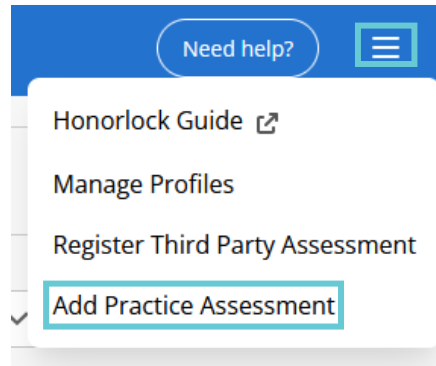 Need help?
Honorlock Guide
Manage Profiles
Register Third Party Assessment
Add Practice Assessment